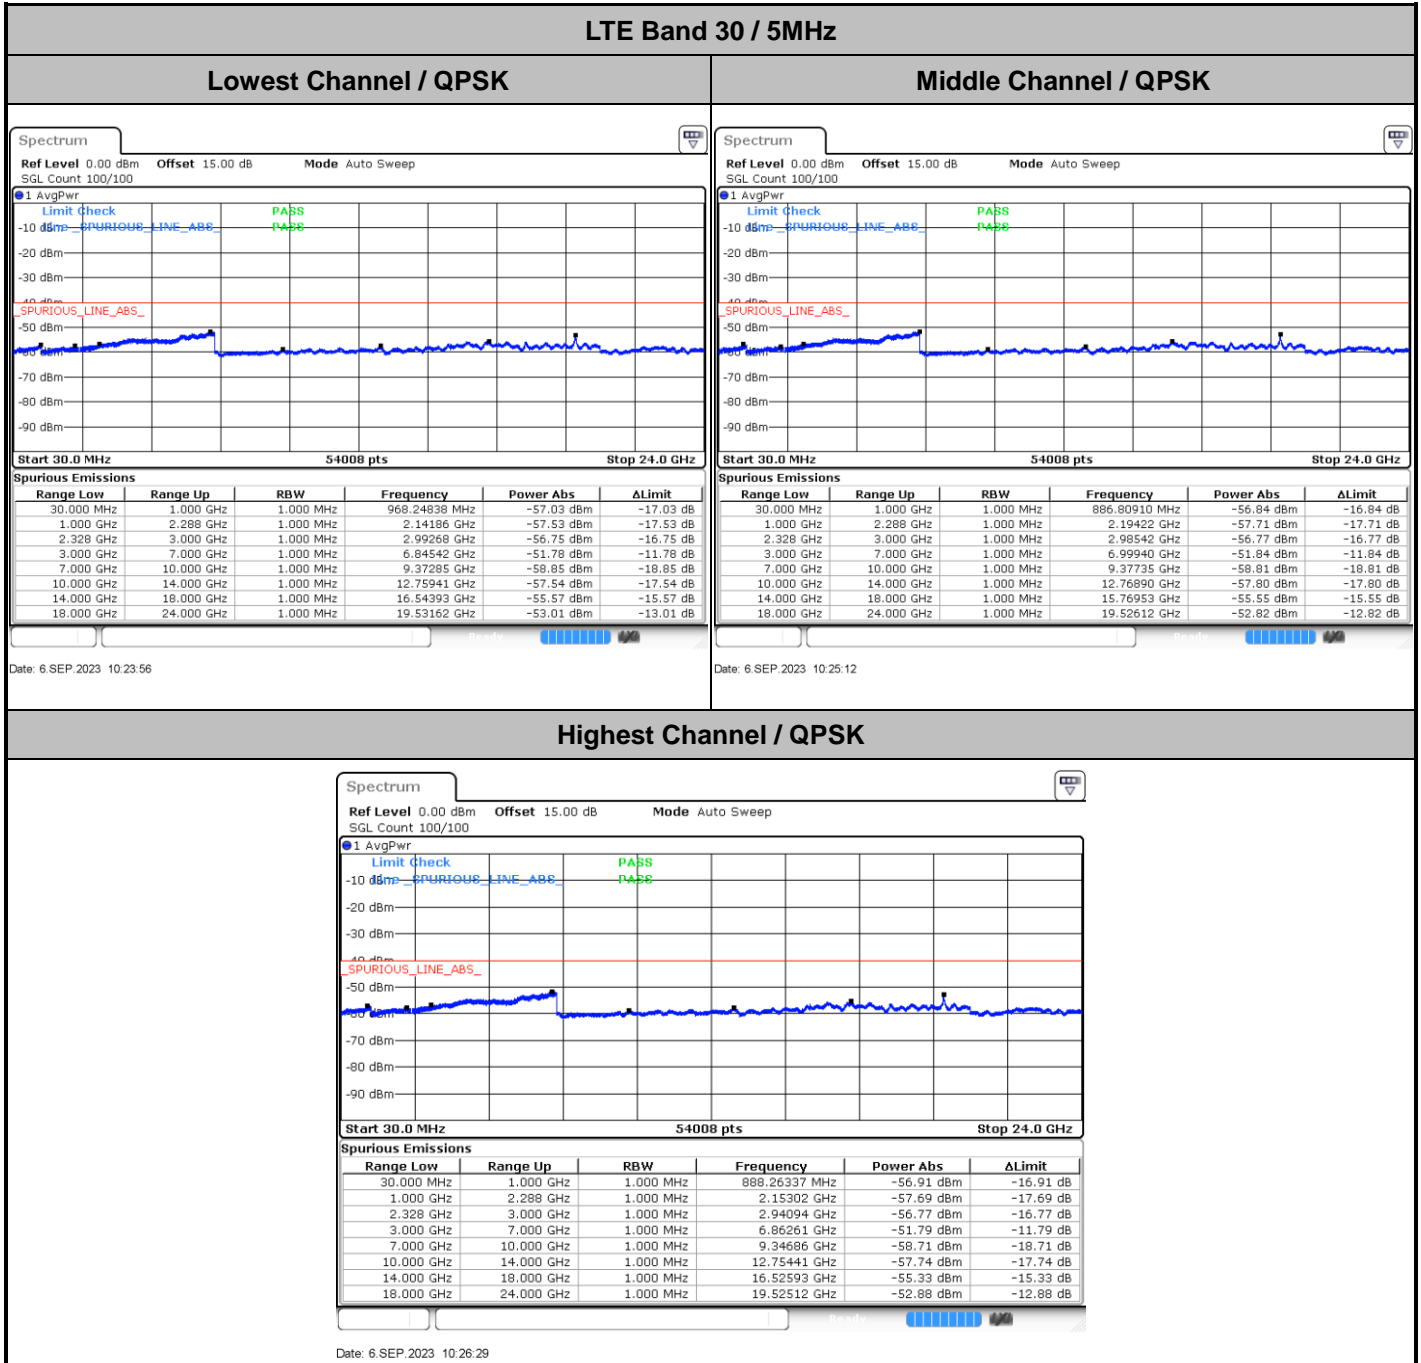 LTE Band 30 / 5MHz
Lowest Channel / QPSK
Middle Channel / QPSK
Spectrum
Ref Level 0.00 dBm Offset 15.00 dB Mode Auto Sweep
SGL Count 100/100
1 AvgPwr
Limit Check PASS
-10 dBm Line _SPURIOUS_LINE_ABS_ PASS
-20 dBm
-30 dBm
-40 dBm
_SPURIOUS_LINE_ABS_
-50 dBm
-60 dBm
-70 dBm
-80 dBm
-90 dBm
Start 30.0 MHz 54008 pts Stop 24.0 GHz
Spurious Emissions
Range Low Range Up RBW Frequency Power Abs ΔLimit
30.000 MHz 1.000 GHz 1.000 MHz 968.24838 MHz -57.03 dBm -17.03 dB
1.000 GHz 2.288 GHz 1.000 MHz 2.14186 GHz -57.53 dBm -17.53 dB
2.328 GHz 3.000 GHz 1.000 MHz 2.99268 GHz -56.75 dBm -16.75 dB
3.000 GHz 7.000 GHz 1.000 MHz 6.84542 GHz -51.78 dBm -11.78 dB
7.000 GHz 10.000 GHz 1.000 MHz 9.37285 GHz -58.85 dBm -18.85 dB
10.000 GHz 14.000 GHz 1.000 MHz 12.75941 GHz -57.54 dBm -17.54 dB
14.000 GHz 18.000 GHz 1.000 MHz 16.54393 GHz -55.57 dBm -15.57 dB
18.000 GHz 24.000 GHz 1.000 MHz 19.53162 GHz -53.01 dBm -13.01 dB
Ready
Date: 6.SEP.2023 10:23:56
Spectrum
Ref Level 0.00 dBm Offset 15.00 dB Mode Auto Sweep
SGL Count 100/100
1 AvgPwr
Limit Check PASS
-10 dBm Line _SPURIOUS_LINE_ABS_ PASS
-20 dBm
-30 dBm
-40 dBm
_SPURIOUS_LINE_ABS_
-50 dBm
-60 dBm
-70 dBm
-80 dBm
-90 dBm
Start 30.0 MHz 54008 pts Stop 24.0 GHz
Spurious Emissions
Range Low Range Up RBW Frequency Power Abs ΔLimit
30.000 MHz 1.000 GHz 1.000 MHz 886.80910 MHz -56.84 dBm -16.84 dB
1.000 GHz 2.288 GHz 1.000 MHz 2.19422 GHz -57.71 dBm -17.71 dB
2.328 GHz 3.000 GHz 1.000 MHz 2.98542 GHz -56.77 dBm -16.77 dB
3.000 GHz 7.000 GHz 1.000 MHz 6.99940 GHz -51.84 dBm -11.84 dB
7.000 GHz 10.000 GHz 1.000 MHz 9.37735 GHz -58.81 dBm -18.81 dB
10.000 GHz 14.000 GHz 1.000 MHz 12.76890 GHz -57.80 dBm -17.80 dB
14.000 GHz 18.000 GHz 1.000 MHz 15.76953 GHz -55.55 dBm -15.55 dB
18.000 GHz 24.000 GHz 1.000 MHz 19.52612 GHz -52.82 dBm -12.82 dB
Ready
Date: 6.SEP.2023 10:25:12
Highest Channel / QPSK
Spectrum
Ref Level 0.00 dBm Offset 15.00 dB Mode Auto Sweep
SGL Count 100/100
1 AvgPwr
Limit Check PASS
-10 dBm Line _SPURIOUS_LINE_ABS_ PASS
-20 dBm
-30 dBm
-40 dBm
_SPURIOUS_LINE_ABS_
-50 dBm
-60 dBm
-70 dBm
-80 dBm
-90 dBm
Start 30.0 MHz 54008 pts Stop 24.0 GHz
Spurious Emissions
Range Low Range Up RBW Frequency Power Abs ΔLimit
30.000 MHz 1.000 GHz 1.000 MHz 888.26337 MHz -56.91 dBm -16.91 dB
1.000 GHz 2.288 GHz 1.000 MHz 2.15302 GHz -57.69 dBm -17.69 dB
2.328 GHz 3.000 GHz 1.000 MHz 2.94094 GHz -56.77 dBm -16.77 dB
3.000 GHz 7.000 GHz 1.000 MHz 6.86261 GHz -51.79 dBm -11.79 dB
7.000 GHz 10.000 GHz 1.000 MHz 9.34686 GHz -58.71 dBm -18.71 dB
10.000 GHz 14.000 GHz 1.000 MHz 12.75441 GHz -57.74 dBm -17.74 dB
14.000 GHz 18.000 GHz 1.000 MHz 16.52593 GHz -55.33 dBm -15.33 dB
18.000 GHz 24.000 GHz 1.000 MHz 19.52512 GHz -52.88 dBm -12.88 dB
Ready
Date: 6.SEP.2023 10:26:29